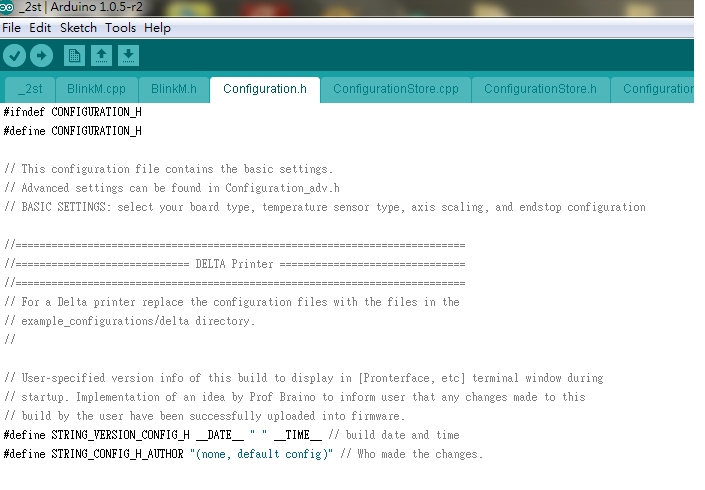 _2st | Arduino 1.0.5-r2
File Edit Sketch Tools Help
_2st BlinkM.cpp BlinkM.h Configuration.h ConfigurationStore.cpp ConfigurationStore.h Configuration
#ifndef CONFIGURATION_H
#define CONFIGURATION_H
// This configuration file contains the basic settings.
// Advanced settings can be found in Configuration_adv.h
// BASIC SETTINGS: select your board type, temperature sensor type, axis scaling, and endstop configuration
//===========================================================================
//============================= DELTA Printer ===============================
//===========================================================================
// For a Delta printer replace the configuration files with the files in the
// example_configurations/delta directory.
//
// User-specified version info of this build to display in [Pronterface, etc] terminal window during
// startup. Implementation of an idea by Prof Braino to inform user that any changes made to this
// build by the user have been successfully uploaded into firmware.
#define STRING_VERSION_CONFIG_H __DATE__ " " __TIME__ // build date and time
#define STRING_CONFIG_H_AUTHOR "(none, default config)" // Who made the changes.